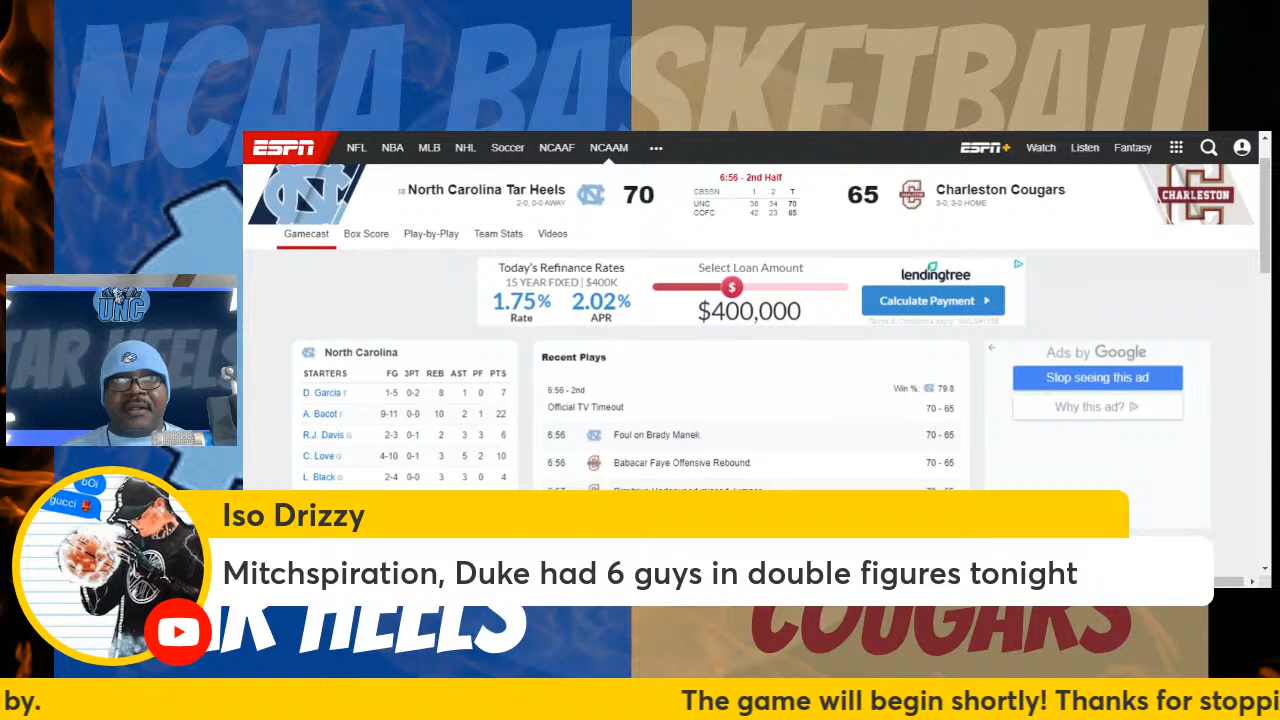 NCAA BASKETBALL
ESPN NFL NBA MLB NHL Soccer NCAAF NCAAM ••• ESPN+ Watch Listen Fantasy
18 North Carolina Tar Heels 70
2-0, 0-0 AWAY
6:56 - 2nd Half
CBSSN 1 2 T
UNC 36 34 70
COFC 42 23 65
65 Charleston Cougars
3-0, 3-0 HOME
CHARLESTON
CHARLESTON
Gamecast Box Score Play-by-Play Team Stats Videos
Today's Refinance Rates
15 YEAR FIXED | $400K
1.75% 2.02%
Rate APR
Select Loan Amount
$
$400,000
lendingtree
Calculate Payment
North Carolina
STARTERS FG 3PT REB AST PF PTS
D. Garcia F 1-5 0-2 8 1 0 7
A. Bacot F 9-11 0-0 10 2 1 22
R.J. Davis G 2-3 0-1 2 3 3 6
C. Love G 4-10 0-1 3 5 2 10
L. Black G 2-4 0-0 3 3 0 4
Recent Plays
6:56 - 2nd Win %: 79.8
Official TV Timeout 70 - 65
6:56 Foul on Brady Manek. 70 - 65
6:56 Babacar Faye Offensive Rebound. 70 - 65
Ads by Google
Stop seeing this ad
Why this ad?
UNC
TAR HEELS
bOi
gucci
Iso Drizzy
Mitchspiration, Duke had 6 guys in double figures tonight
AR HEELS
COUGARS
by. The game will begin shortly! Thanks for stoppi